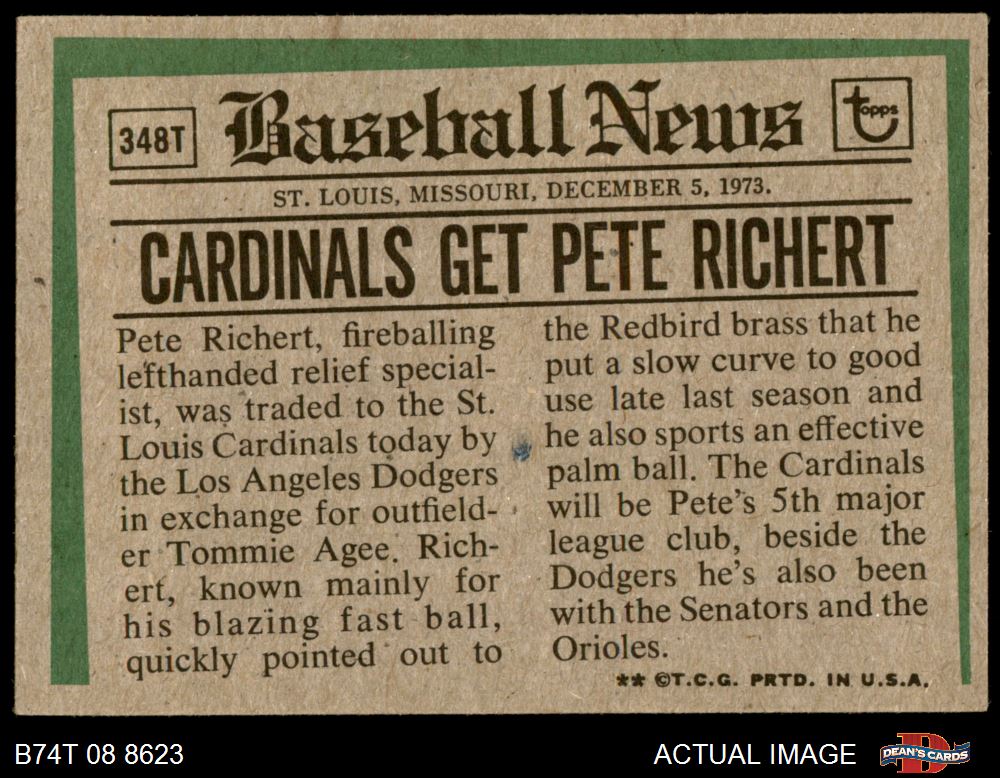 348T
Baseball News
topps
ST. LOUIS, MISSOURI, DECEMBER 5, 1973.
CARDINALS GET PETE RICHERT
Pete Richert, fireballing
lefthanded relief special-
ist, was traded to the St.
Louis Cardinals today by
the Los Angeles Dodgers
in exchange for outfield-
er Tommie Agee. Rich-
ert, known mainly for
his blazing fast ball,
quickly pointed out to
the Redbird brass that he
put a slow curve to good
use late last season and
he also sports an effective
palm ball. The Cardinals
will be Pete's 5th major
league club, beside the
Dodgers he's also been
with the Senators and the
Orioles.
** ©T.C.G. PRTD. IN U.S.A.
B74T 08 8623
ACTUAL IMAGE
D
DEAN'S CARDS